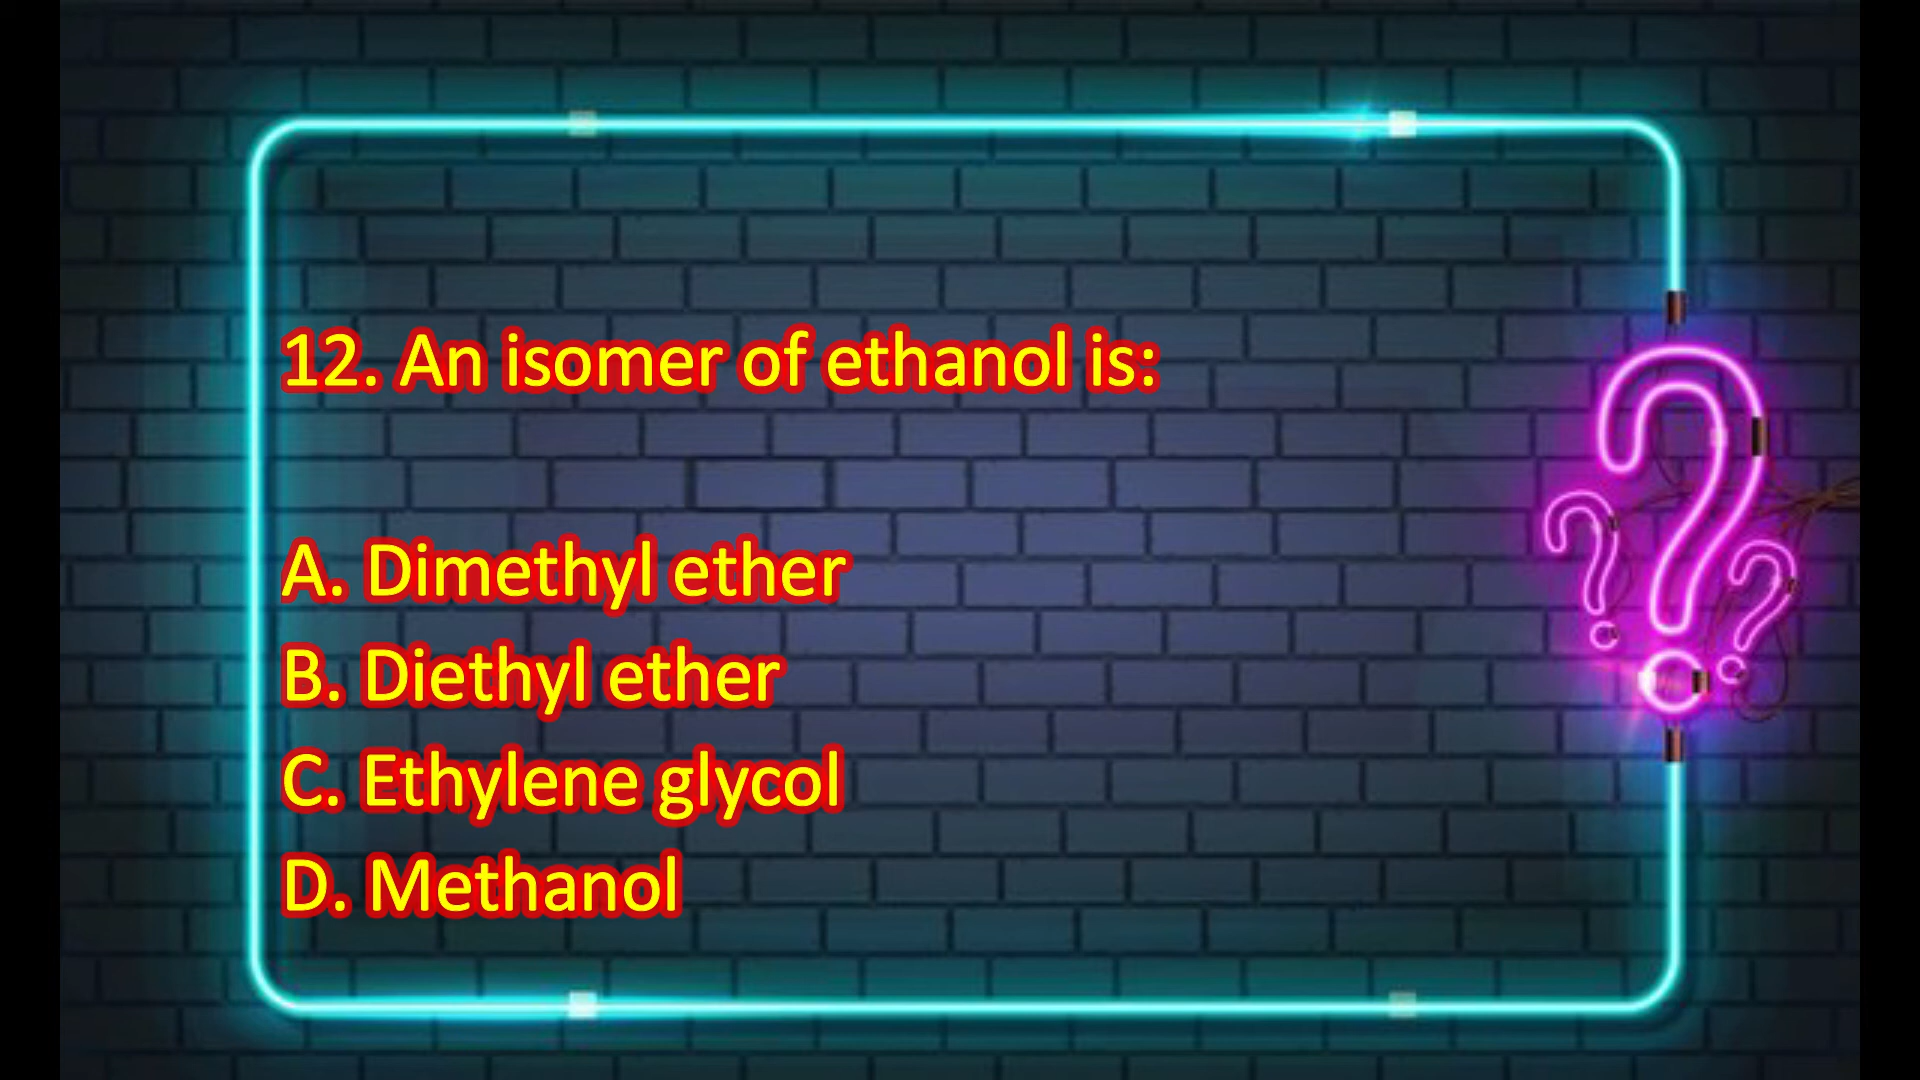 12. An isomer of ethanol is:
A. Dimethyl ether
B. Diethyl ether
C. Ethylene glycol
D. Methanol